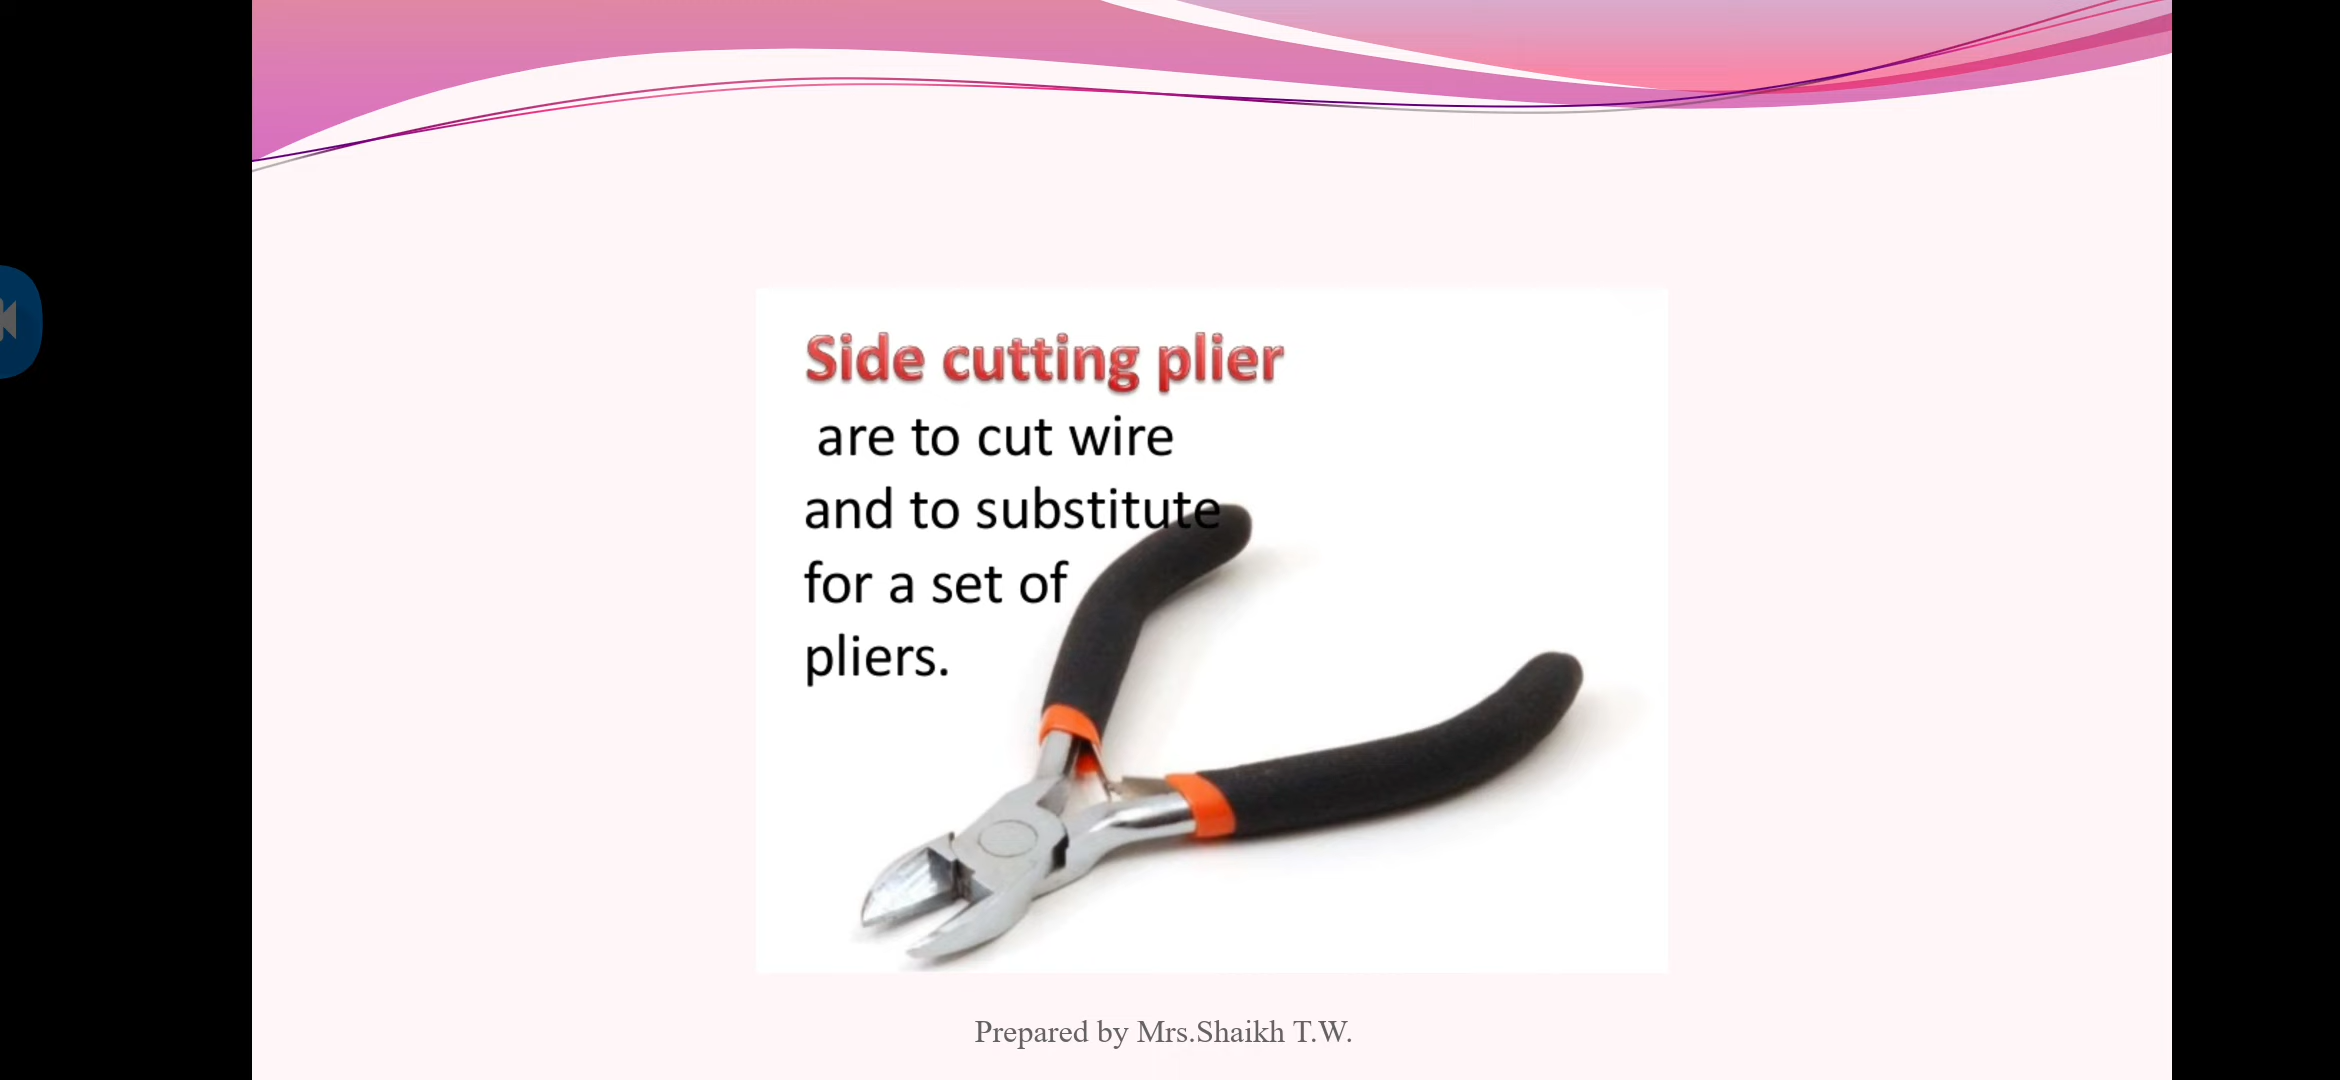 Side cutting plier
are to cut wire
and to substitute
for a set of
pliers.
Prepared by Mrs.Shaikh T.W.